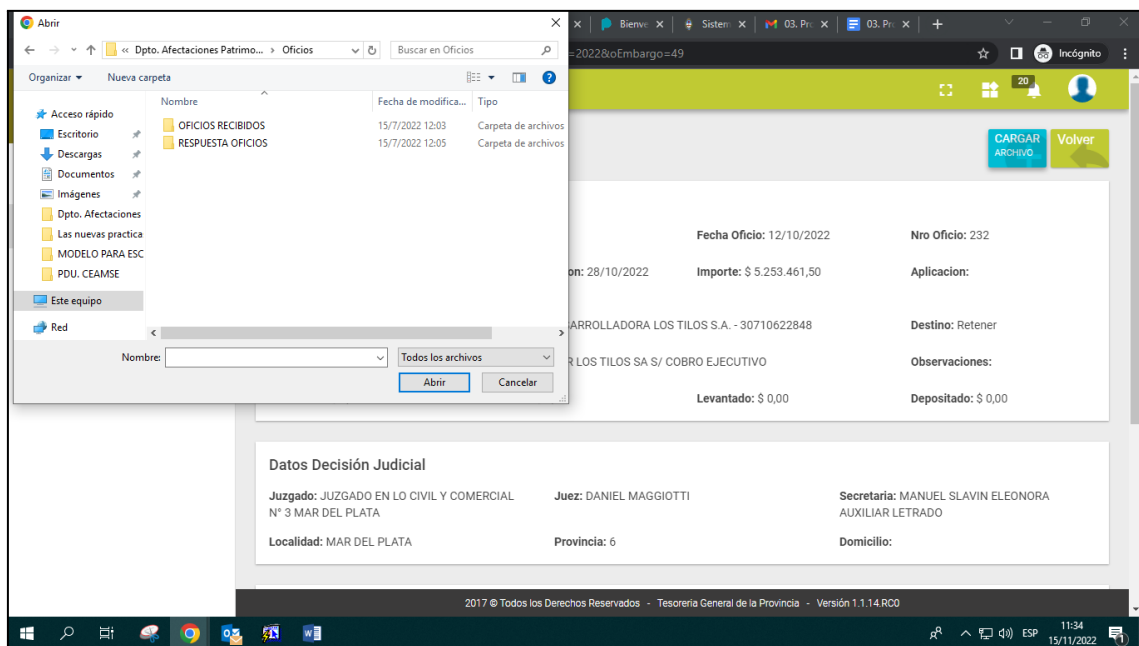 Abrir
Bienve
Sistem
03. Pro
03. Pro
« Dpto. Afectaciones Patrimo... > Oficios
Buscar en Oficios
=2022&oEmbargo=49
Incógnito
Organizar
Nueva carpeta
20
Acceso rápido
Escritorio
Descargas
Documentos
Imágenes
Dpto. Afectaciones
Las nuevas practica
MODELO PARA ESC
PDU. CEAMSE
Este equipo
Red
Nombre Fecha de modifica... Tipo
OFICIOS RECIBIDOS 15/7/2022 12:03 Carpeta de archivos
RESPUESTA OFICIOS 15/7/2022 12:05 Carpeta de archivos
Nombre:
Todos los archivos
Abrir
Cancelar
CARGAR
ARCHIVO
Volver
Fecha Oficio: 12/10/2022 Nro Oficio: 232
on: 28/10/2022 Importe: $ 5.253.461,50 Aplicacion:
ARROLLADORA LOS TILOS S.A. - 30710622848 Destino: Retener
R LOS TILOS SA S/ COBRO EJECUTIVO Observaciones:
Levantado: $ 0,00 Depositado: $ 0,00
Datos Decisión Judicial
Juzgado: JUZGADO EN LO CIVIL Y COMERCIAL
N° 3 MAR DEL PLATA
Juez: DANIEL MAGGIOTTI
Secretaria: MANUEL SLAVIN ELEONORA
AUXILIAR LETRADO
Localidad: MAR DEL PLATA Provincia: 6 Domicilio:
2017 © Todos los Derechos Reservados - Tesoreria General de la Provincia - Versión 1.1.14.RC0
ESP
11:34
15/11/2022